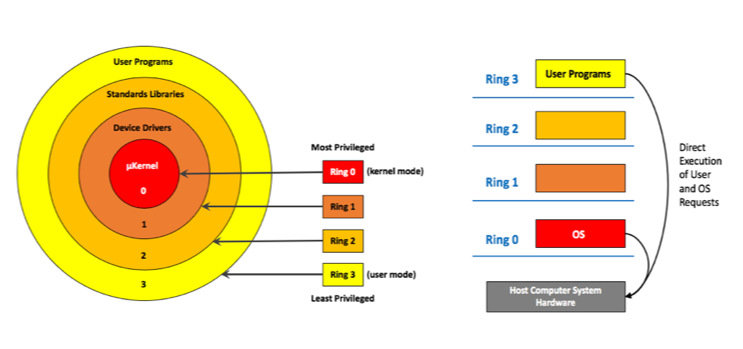 User Programs
Standards Libraries
Device Drivers
µKernel
0
1
2
3
Most Privileged
Ring 0 (kernel mode)
Ring 1
Ring 2
Ring 3 (user mode)
Least Privileged
Ring 3
User Programs
Ring 2
Ring 1
Ring 0
OS
Host Computer System
Hardware
Direct
Execution
of User
and OS
Requests